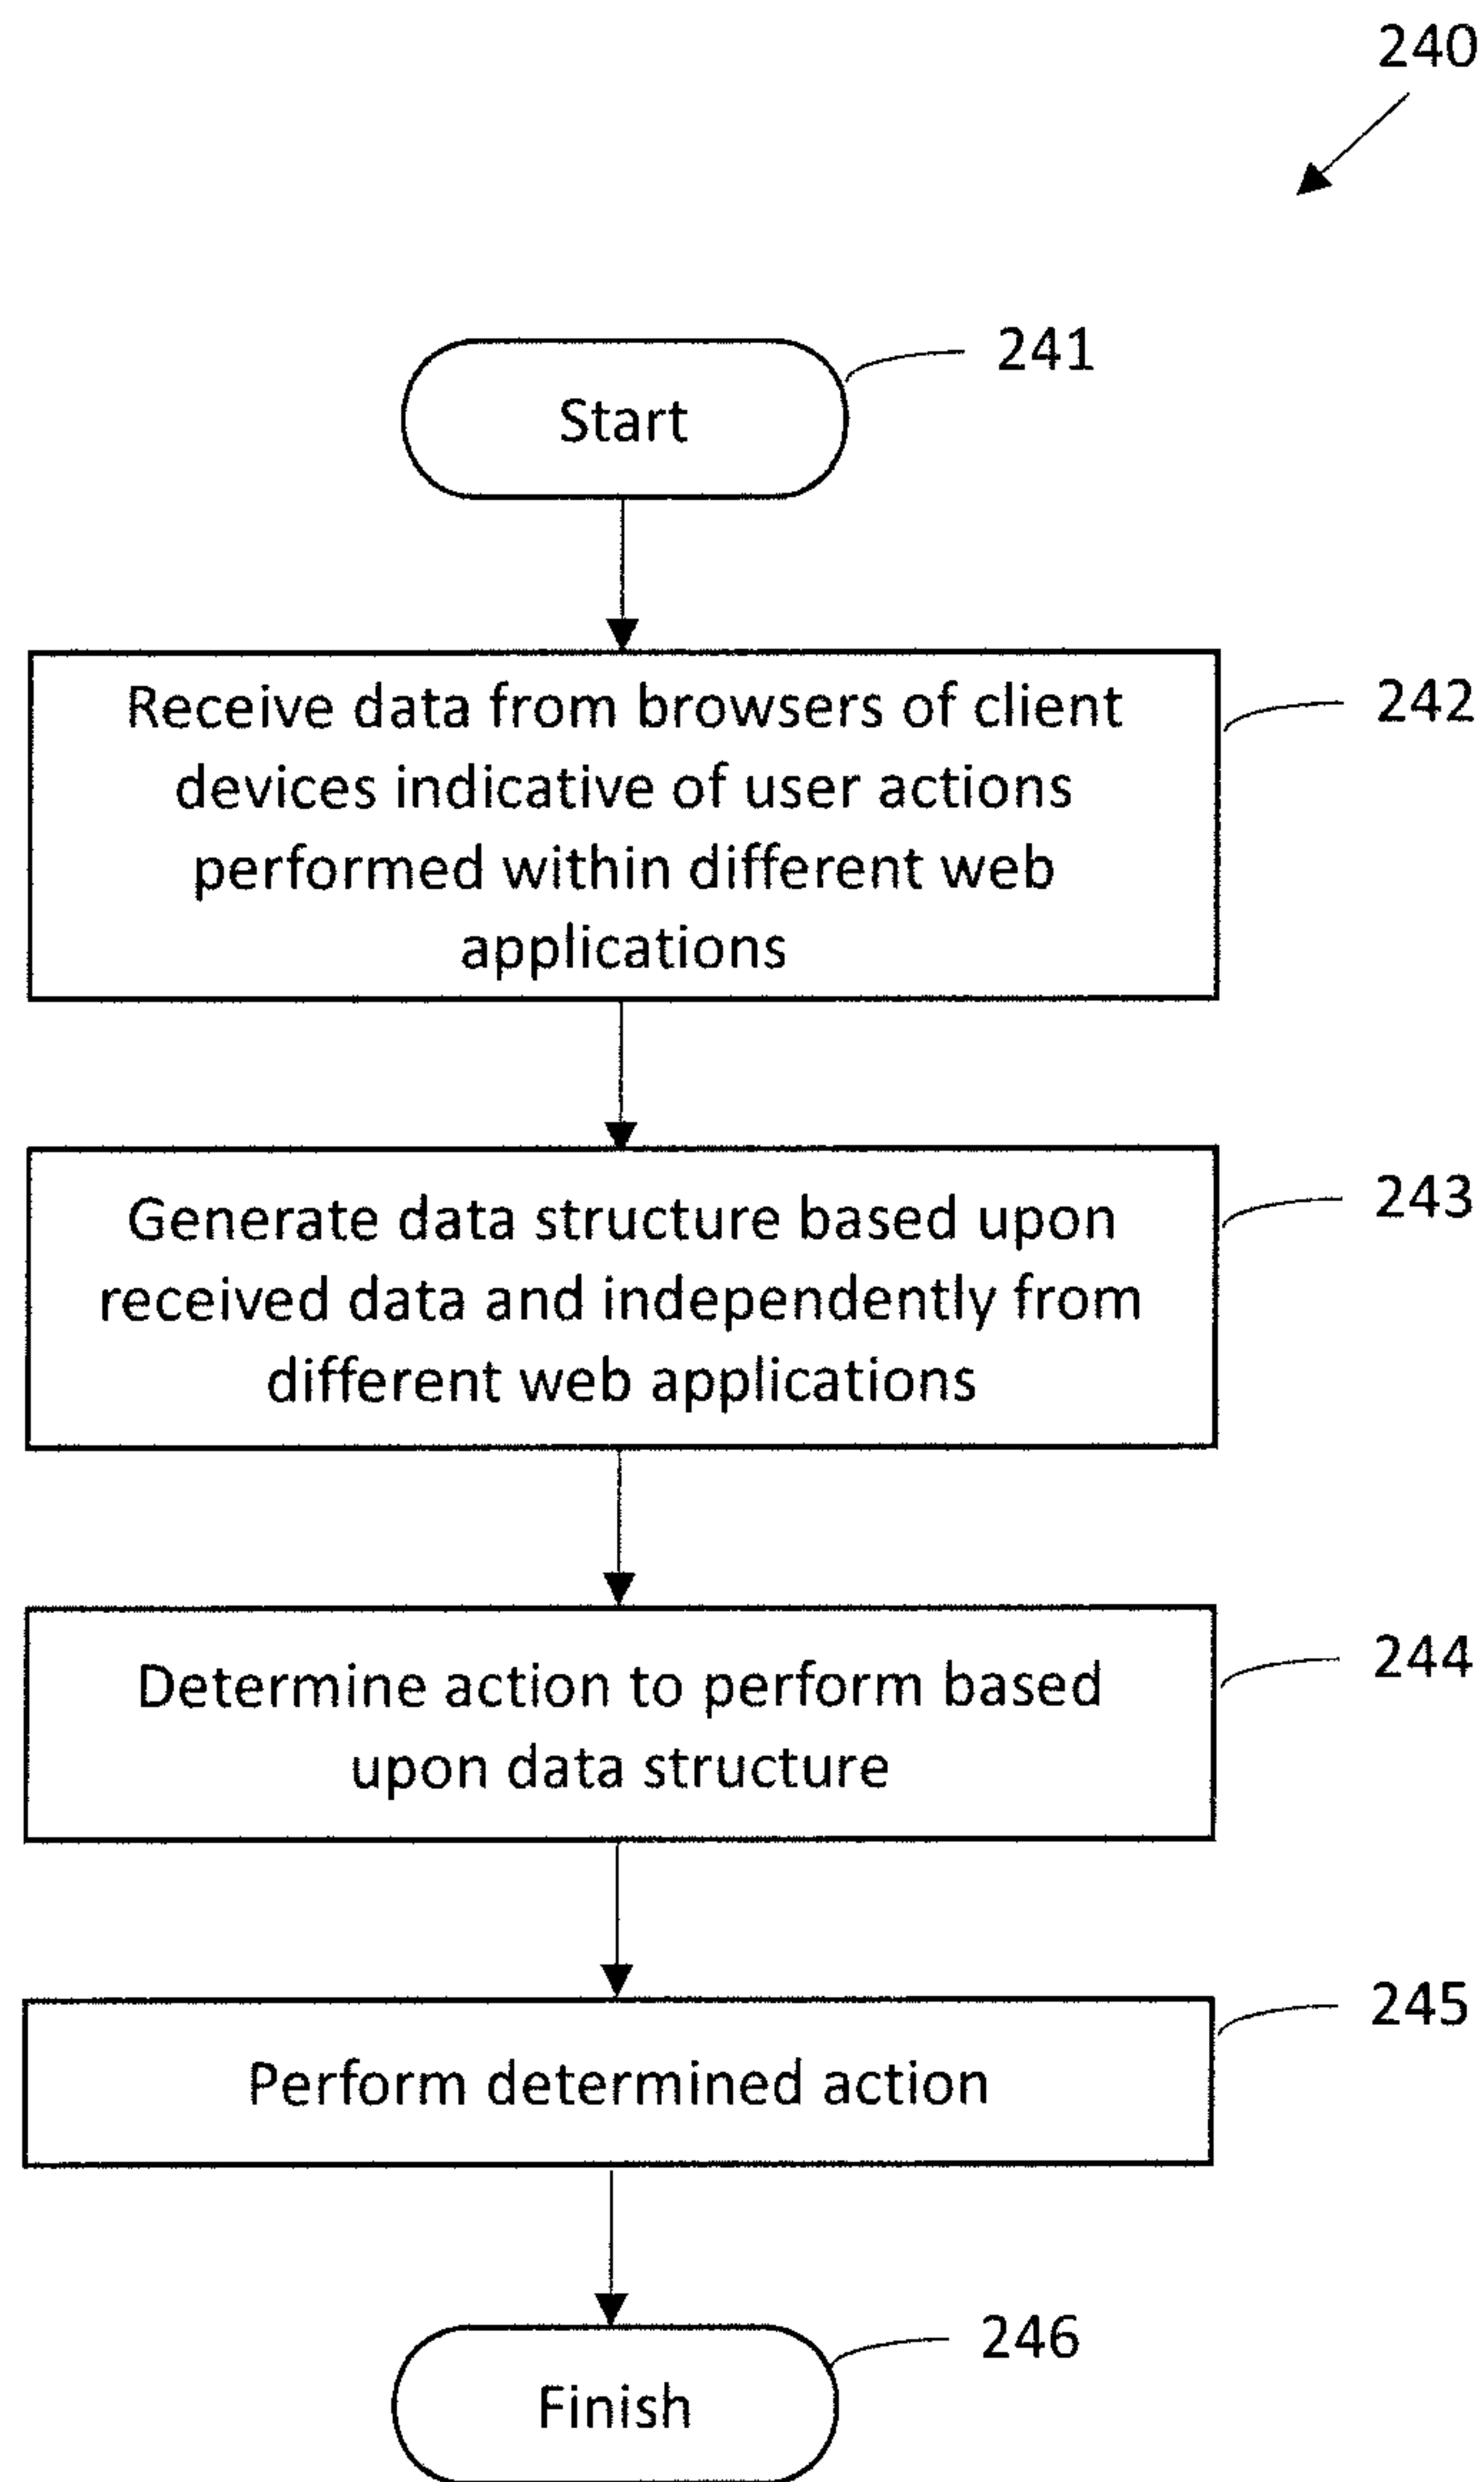 240
241
Start
242
Receive data from browsers of client
devices indicative of user actions
performed within different web
applications
243
Generate data structure based upon
received data and independently from
different web applications
244
Determine action to perform based
upon data structure
245
Perform determined action
246
Finish